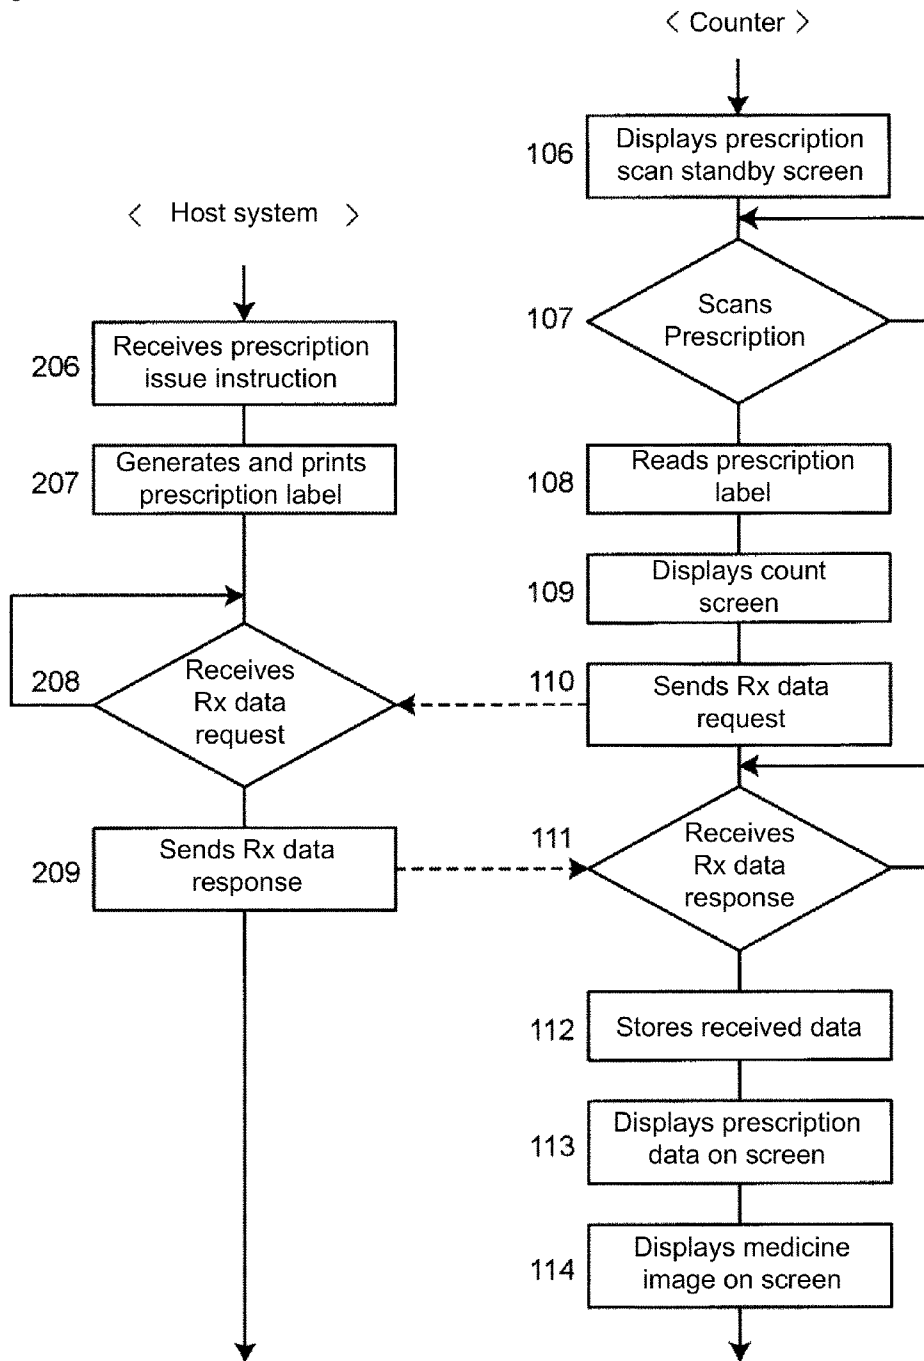 < Counter >
106
Displays prescription
scan standby screen
107
Scans
Prescription
108
Reads prescription
label
109
Displays count
screen
110
Sends Rx data
request
111
Receives
Rx data
response
112
Stores received data
113
Displays prescription
data on screen
114
Displays medicine
image on screen
< Host system >
206
Receives prescription
issue instruction
207
Generates and prints
prescription label
208
Receives
Rx data
request
209
Sends Rx data
response